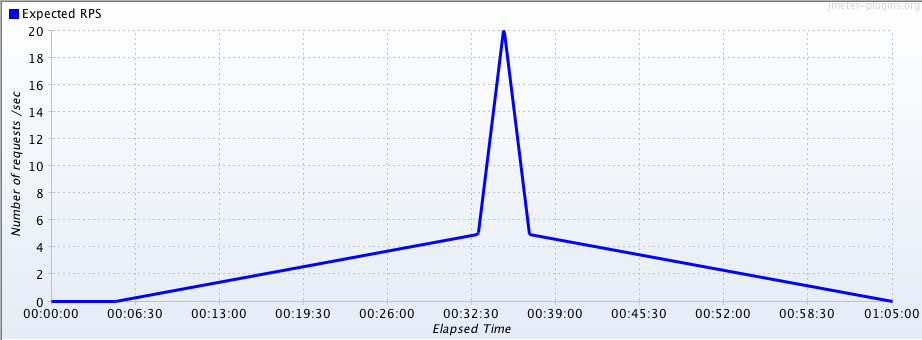 jmeter-plugins.org
Expected RPS
Number of requests /sec
20
18
16
14
12
10
8
6
4
2
0
00:00:00 00:06:30 00:13:00 00:19:30 00:26:00 00:32:30 00:39:00 00:45:30 00:52:00 00:58:30 01:05:00
Elapsed Time